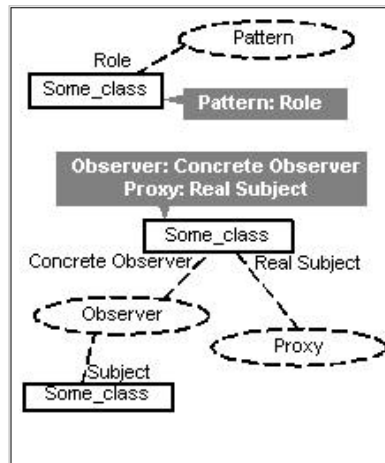 Pattern
Role
Some_class
Pattern: Role
Observer: Concrete Observer
Proxy: Real Subject
Some_class
Concrete Observer
Real Subject
Observer
Proxy
Subject
Some_class